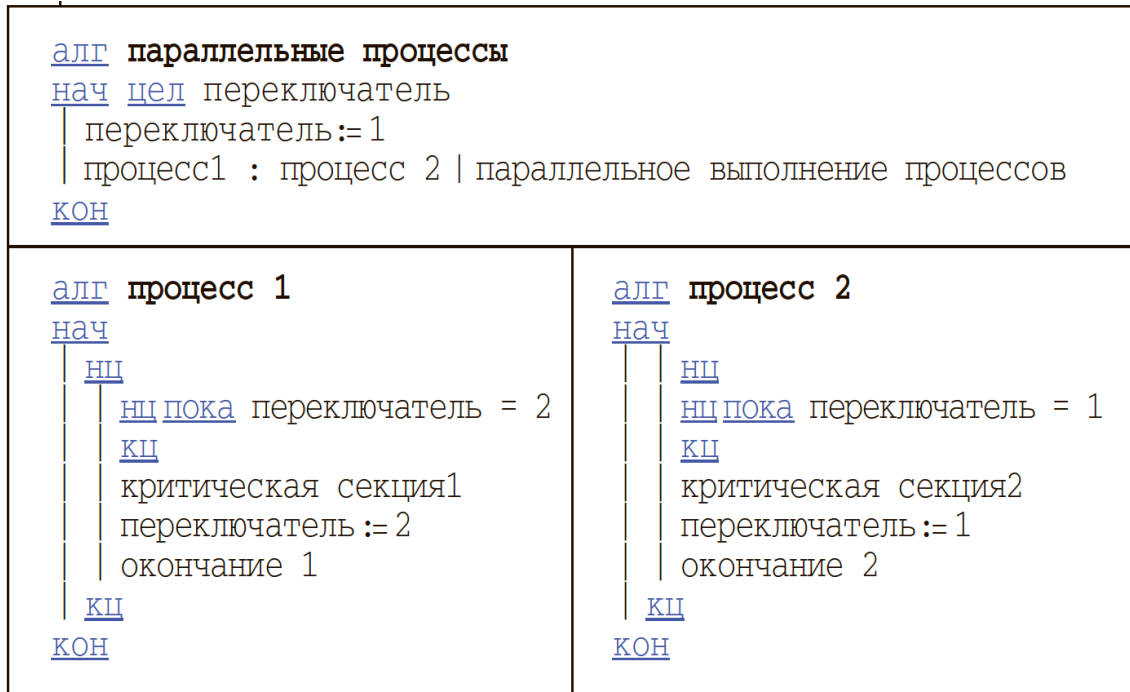 алг параллельные процессы
нач цел переключатель
переключатель:=1
процесс1 : процесс 2 | параллельное выполнение процессов
кон
алг процесс 1
нач
нц
нц пока переключатель = 2
кц
критическая секция1
переключатель:=2
окончание 1
кц
кон
алг процесс 2
нач
нц
нц пока переключатель = 1
кц
критическая секция2
переключатель:=1
окончание 2
кц
кон